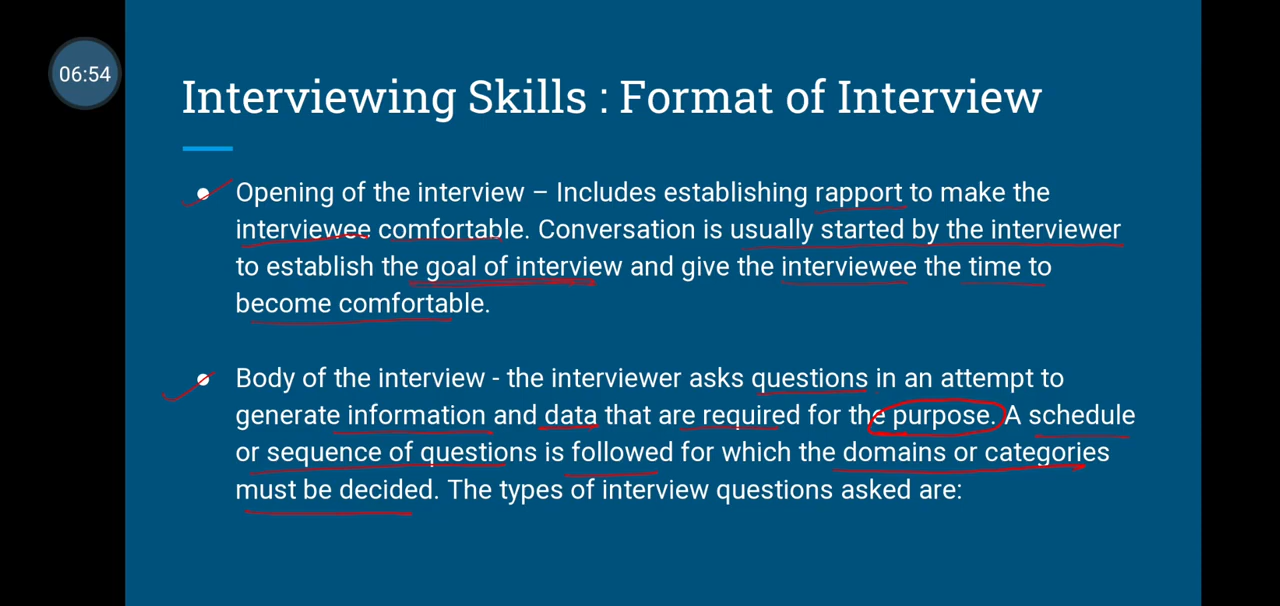 06:54
Interviewing Skills : Format of Interview
Opening of the interview – Includes establishing rapport to make the
interviewee comfortable. Conversation is usually started by the interviewer
to establish the goal of interview and give the interviewee the time to
become comfortable.
Body of the interview - the interviewer asks questions in an attempt to
generate information and data that are required for the purpose. A schedule
or sequence of questions is followed for which the domains or categories
must be decided. The types of interview questions asked are: